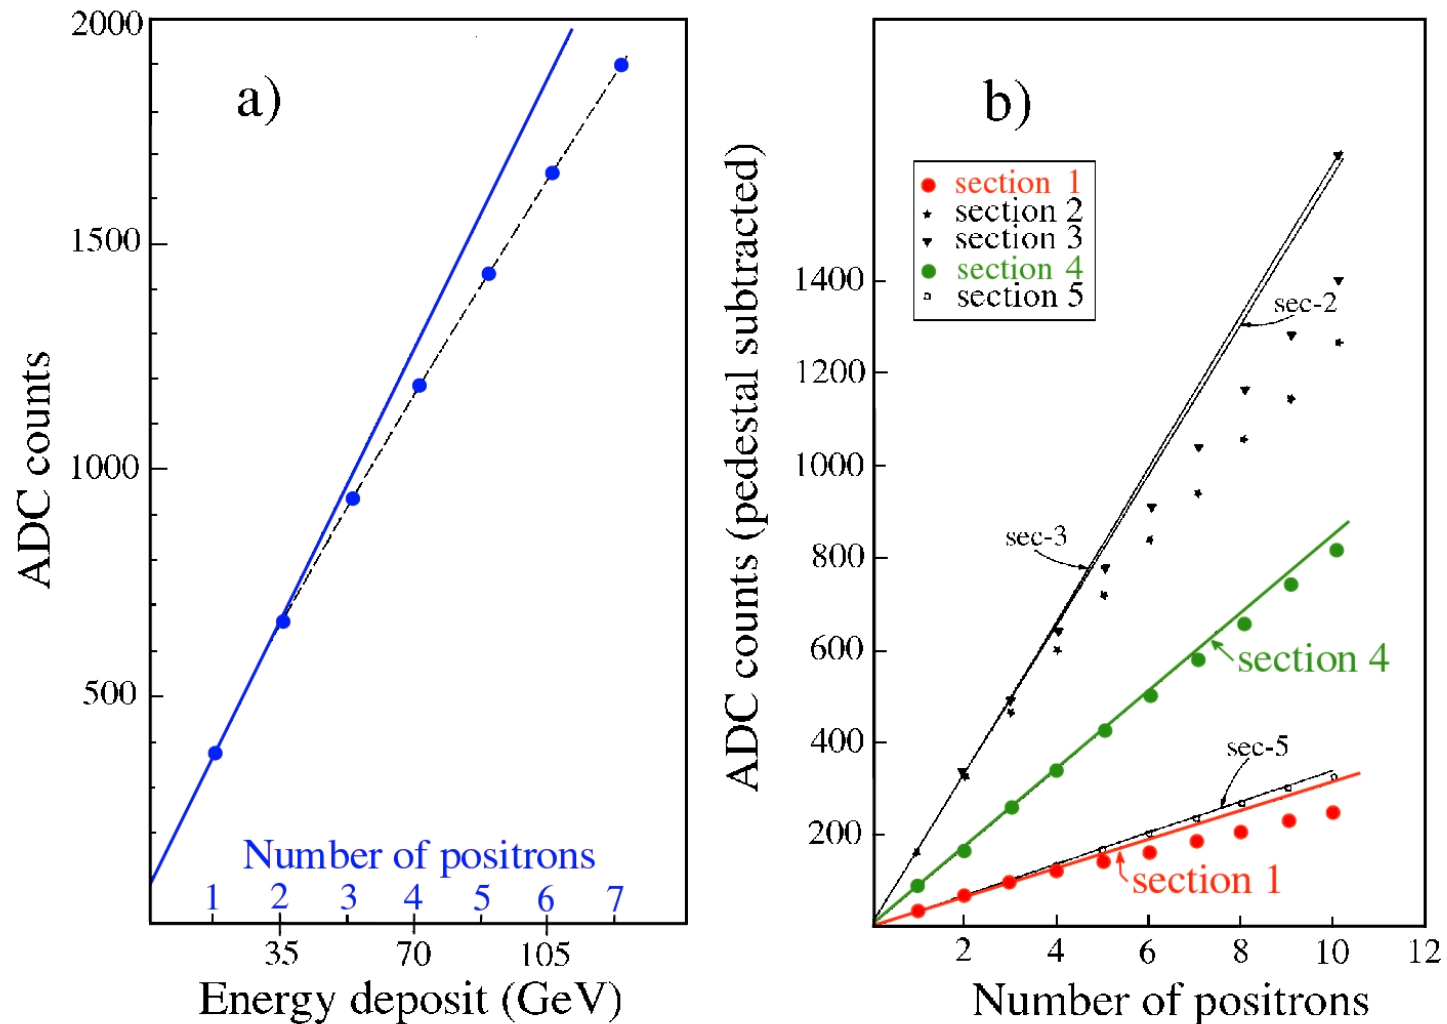 a)
2000
1500
1000
500
ADC counts
Number of positrons
1 2 3 4 5 6 7
35 70 105
Energy deposit (GeV)
b)
section 1
section 2
section 3
section 4
section 5
1400
1200
1000
800
600
400
200
ADC counts (pedestal subtracted)
sec-2
sec-3
section 4
sec-5
section 1
2 4 6 8 10 12
Number of positrons